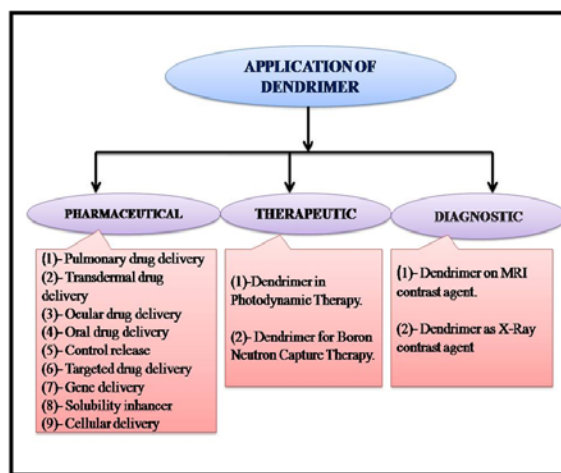 APPLICATION OF
DENDRIMER
PHARMACEUTICAL
(1)- Pulmonary drug delivery
(2)- Transdermal drug
delivery
(3)- Ocular drug delivery
(4)- Oral drug delivery
(5)- Control release
(6)- Targeted drug delivery
(7)- Gene delivery
(8)- Solubility inhancer
(9)- Cellular delivery
THERAPEUTIC
(1)-Dendrimer in
Photodynamic Therapy.
(2)- Dendrimer for Boron
Neutron Capture Therapy.
DIAGNOSTIC
(1)- Dendrimer on MRI
contrast agent.
(2)- Dendrimer as X-Ray
contrast agent